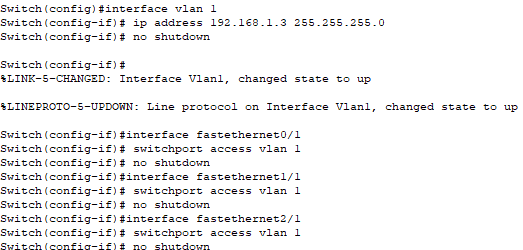 Switch(config)#interface vlan 1
Switch(config-if)# ip address 192.168.1.3 255.255.255.0
Switch(config-if)# no shutdown
Switch(config-if)#
%LINK-5-CHANGED: Interface Vlan1, changed state to up
%LINEPROTO-5-UPDOWN: Line protocol on Interface Vlan1, changed state to up
Switch(config-if)#interface fastethernet0/1
Switch(config-if)# switchport access vlan 1
Switch(config-if)# no shutdown
Switch(config-if)#interface fastethernet1/1
Switch(config-if)# switchport access vlan 1
Switch(config-if)# no shutdown
Switch(config-if)#interface fastethernet2/1
Switch(config-if)# switchport access vlan 1
Switch(config-if)# no shutdown